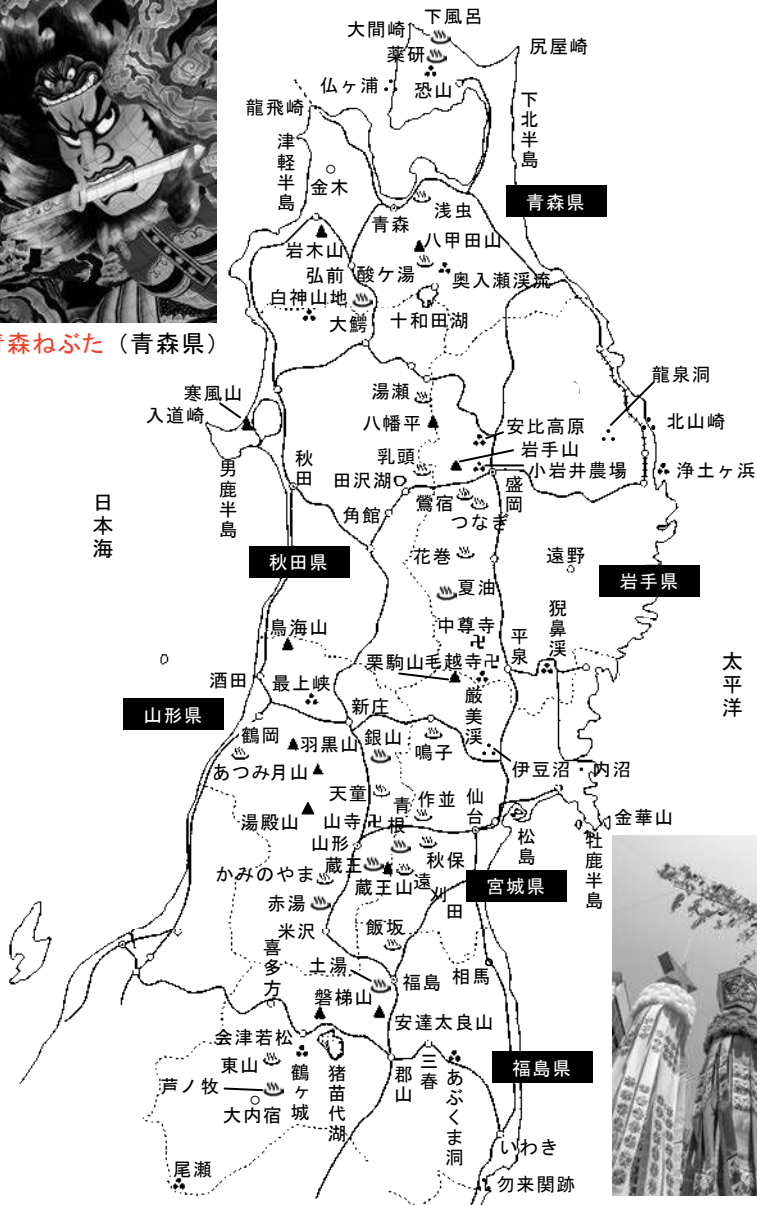 下風呂
大間崎
尻屋崎
薬研
仏ヶ浦
恐山
龍飛崎
下北半島
津軽半島
金木
青森県
浅虫
青森
岩木山
八甲田山
弘前
酸ケ湯
奥入瀬渓流
白神山地
大鰐
十和田湖
青森ねぶた（青森県）
龍泉洞
寒風山
湯瀬
入道崎
八幡平
安比高原
北山崎
岩手山
秋田
乳頭
小岩井農場
浄土ヶ浜
男鹿半島
田沢湖
鶯宿
盛岡
日本海
角館
つなぎ
秋田県
花巻
遠野
岩手県
夏油
猊鼻渓
鳥海山
中尊寺
平泉
栗駒山
毛越寺
太平洋
酒田
最上峡
厳美渓
山形県
新庄
鶴岡
羽黒山
銀山
鳴子
伊豆沼・内沼
あつみ
月山
天童
青根
作並
仙台
湯殿山
山寺
松島
金華山
山形
秋保
牡鹿半島
かみのやま
蔵王
蔵王山
遠刈田
宮城県
赤湯
米沢
飯坂
喜多方
土湯
福島
相馬
磐梯山
安達太良山
会津若松
東山
鶴ヶ城
猪苗代湖
郡山
三春
あぶくま洞
福島県
芦ノ牧
大内宿
いわき
尾瀬
勿来関跡